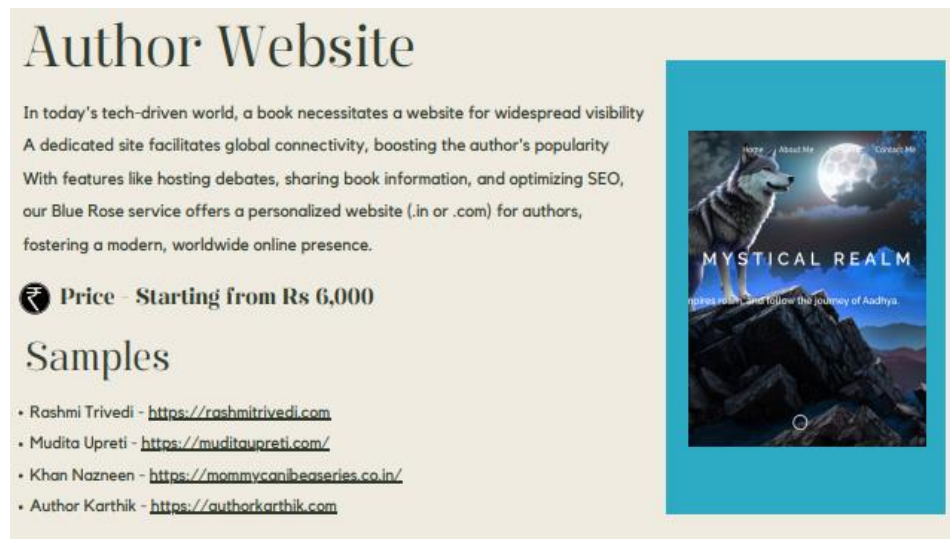 Author Website
In today's tech-driven world, a book necessitates a website for widespread visibility
A dedicated site facilitates global connectivity, boosting the author's popularity
With features like hosting debates, sharing book information, and optimizing SEO,
our Blue Rose service offers a personalized website (.in or .com) for authors,
fostering a modern, worldwide online presence.
₹ Price - Starting from Rs 6,000
Samples
• Rashmi Trivedi - https://rashmitrivedi.com
• Mudita Upreti - https://muditaupreti.com/
• Khan Nazneen - https://mommycanibeaseries.co.in/
• Author Karthik - https://authorkarthik.com
Home About Me Contact Me
MYSTICAL REALM
mpires realm, and follow the journey of Aadhya.